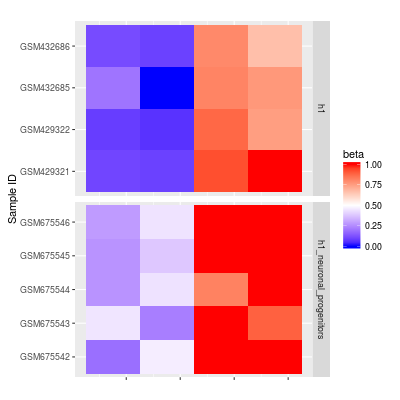 GSM432686
GSM432685
GSM429322
GSM429321
h1
GSM675546
GSM675545
GSM675544
GSM675543
GSM675542
h1_neuronal_progenitors
Sample ID
beta
1.00
0.75
0.50
0.25
0.00